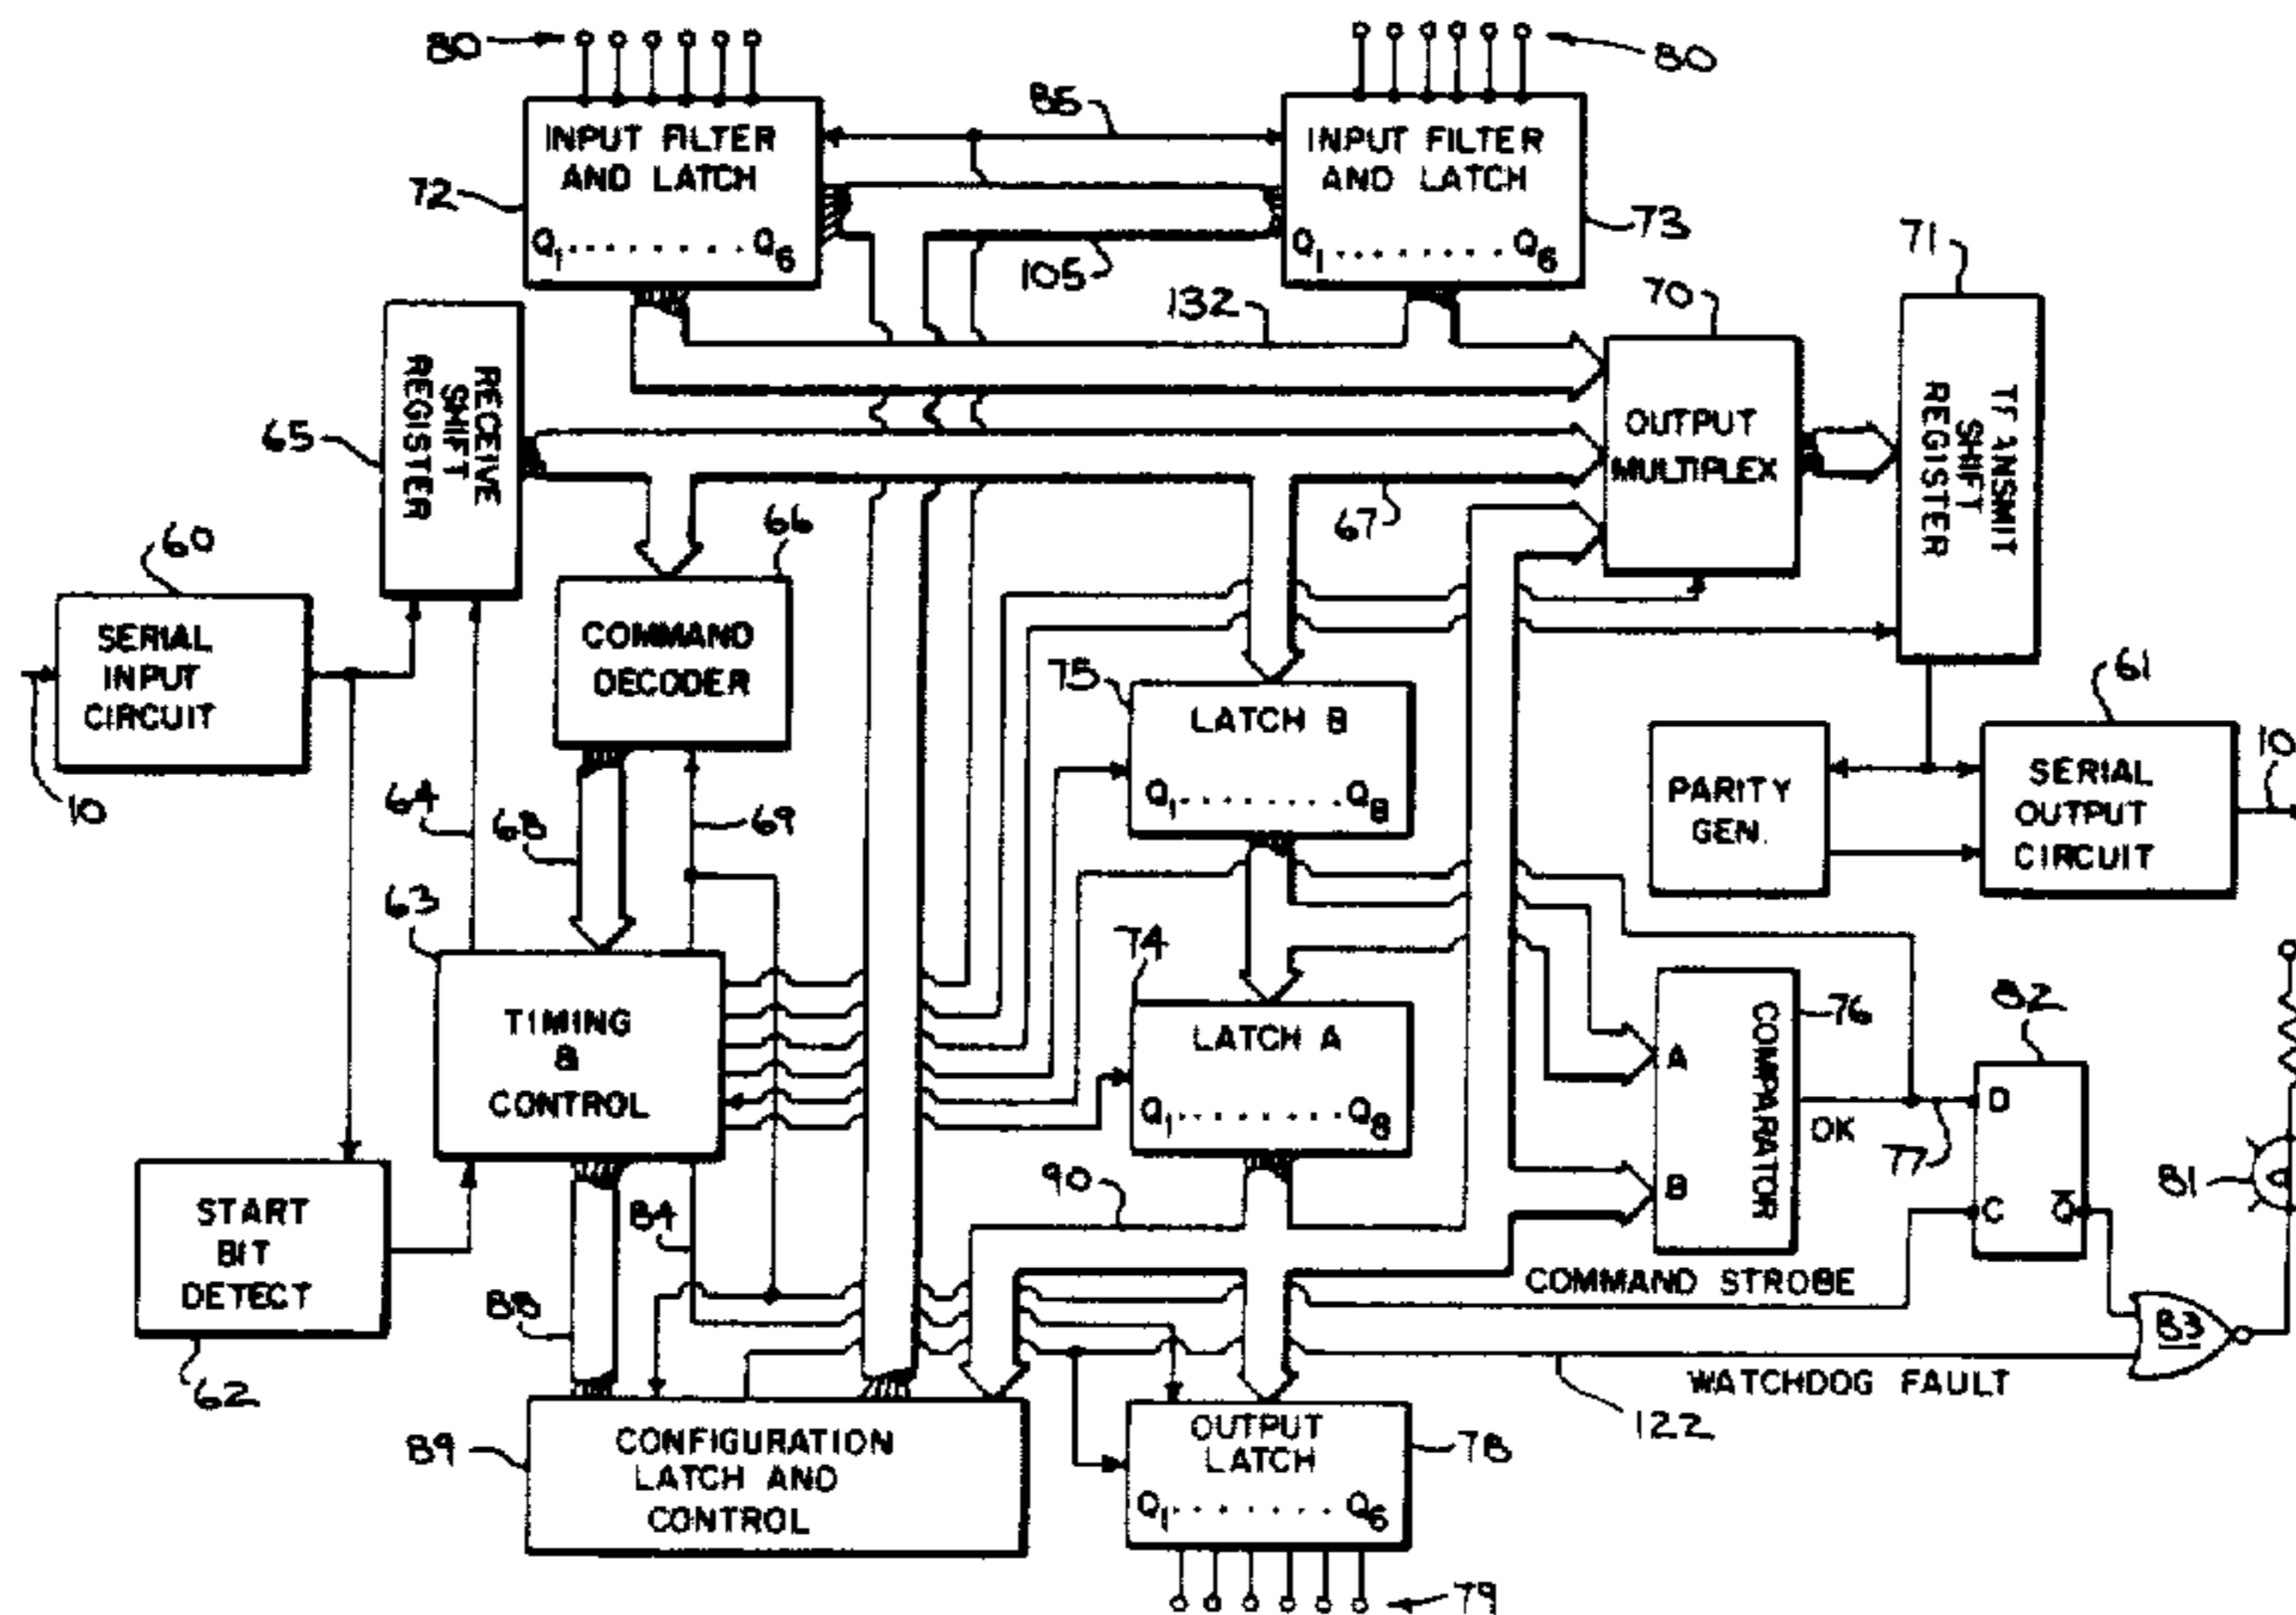 80
80
85
INPUT FILTER
AND LATCH
Q1 ........ Q6
72
INPUT FILTER
AND LATCH
Q1 ....... Q6
73
105
132
70
71
RECEIVE
SHIFT
REGISTER
65
OUTPUT
MULTIPLEX
TRANSMIT
SHIFT
REGISTER
67
66
60
SERIAL
INPUT
CIRCUIT
10
COMMAND
DECODER
75
LATCH B
Q1 ........ Q8
61
PARITY
GEN.
SERIAL
OUTPUT
CIRCUIT
10
64
68
69
63
TIMING
&
CONTROL
74
LATCH A
Q1 ........ Q8
A
B
COMPARATOR
76
OK
77
82
D
C
Q̅
81
START
BIT
DETECT
62
84
88
90
COMMAND STROBE
83
WATCHDOG FAULT
122
89
CONFIGURATION
LATCH AND
CONTROL
OUTPUT
LATCH
Q1 ....... Q6
78
79